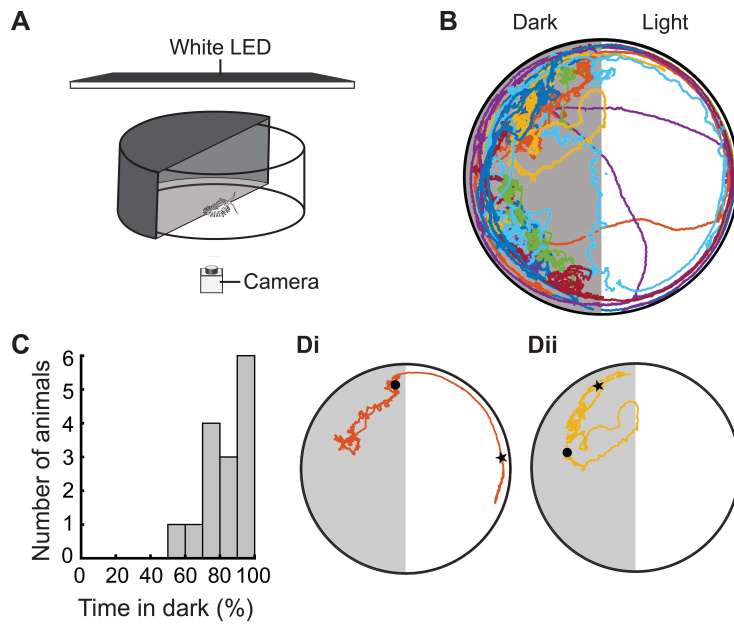 A
White LED
Camera
B
Dark Light
C
Number of animals
6
5
4
3
2
1
0
0 20 40 60 80 100
Time in dark (%)
Di
Dii